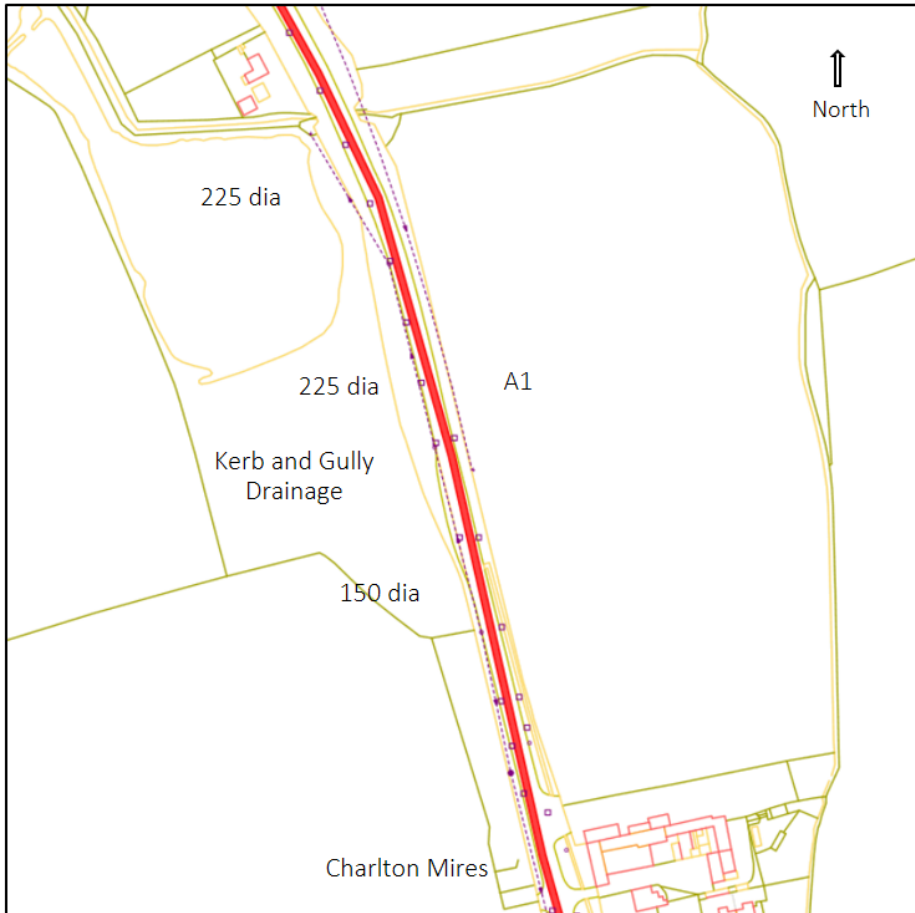 North
225 dia
225 dia
A1
Kerb and Gully
Drainage
150 dia
Charlton Mires